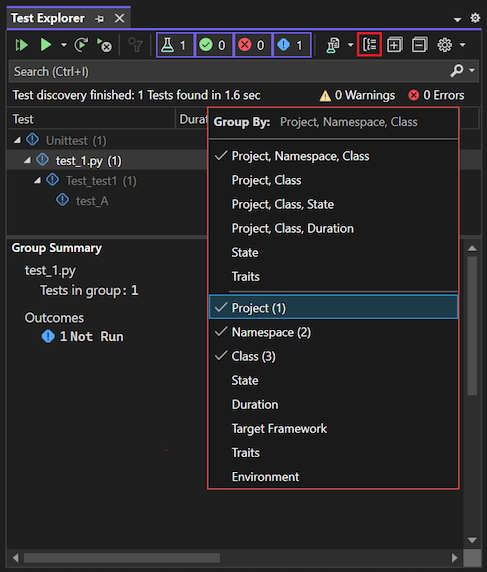 Test Explorer
1 0 0 1
Search (Ctrl+I)
Test discovery finished: 1 Tests found in 1.6 sec 0 Warnings 0 Errors
Test Durat
Group By: Project, Namespace, Class
Unittest (1)
test_1.py (1)
Test_test1 (1)
test_A
Project, Namespace, Class
Project, Class
Project, Class, State
Project, Class, Duration
State
Traits
Project (1)
Namespace (2)
Class (3)
State
Duration
Target Framework
Traits
Environment
Group Summary
test_1.py
Tests in group: 1
Outcomes
1 Not Run